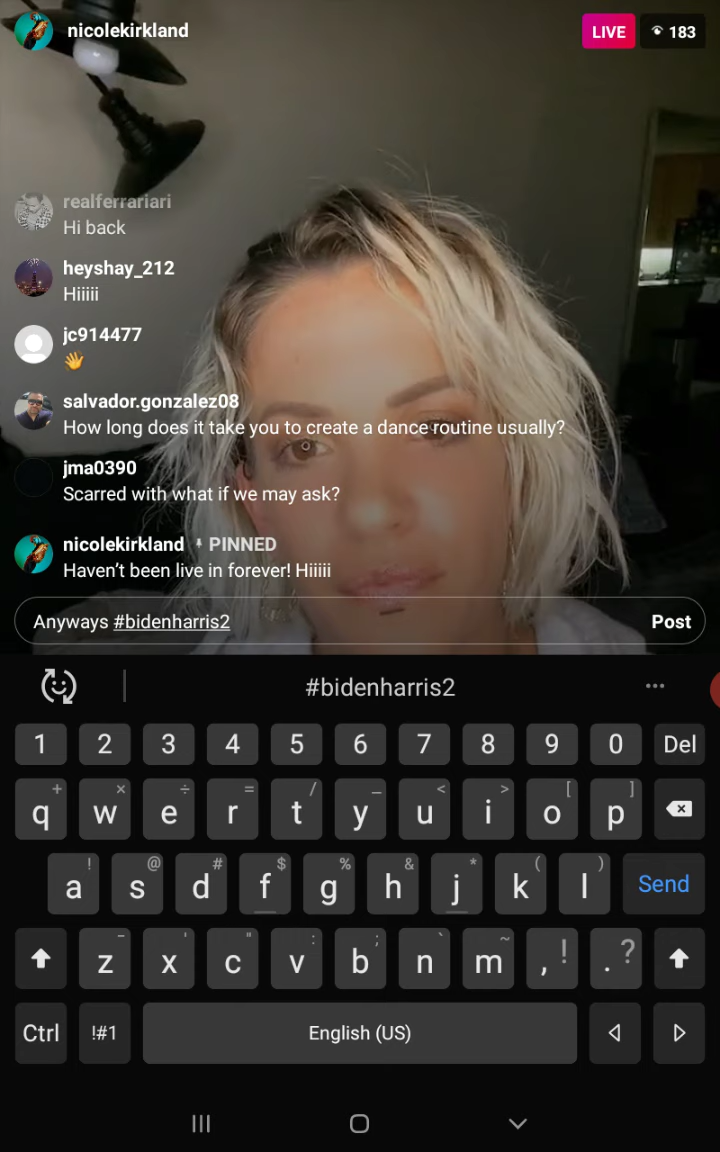 nicolekirkland
LIVE 183
realferrariari
Hi back
heyshay_212
Hiiiii
jc914477
👋
salvador.gonzalez08
How long does it take you to create a dance routine usually?
jma0390
Scarred with what if we may ask?
nicolekirkland PINNED
Haven't been live in forever! Hiiiii
Anyways #bidenharris2 Post
#bidenharris2 ...
1 2 3 4 5 6 7 8 9 0 Del
+ × ÷ = / _ < > [ ]
q w e r t y u i o p
! @ # $ % & * ( )
a s d f g h j k l Send
- ' " : ; ` ~ ! ?
z x c v b n m , .
Ctrl !#1 English (US)